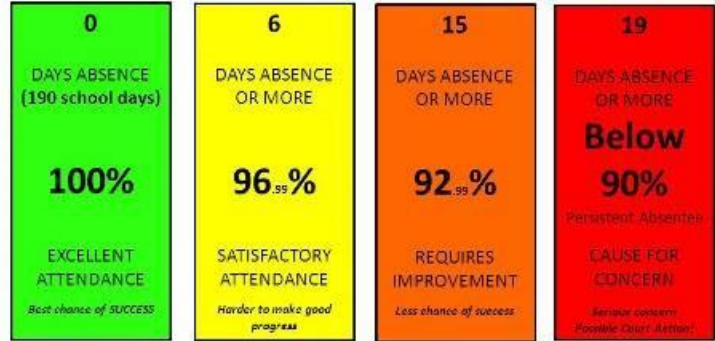 0
DAYS ABSENCE
(190 school days)
100%
EXCELLENT
ATTENDANCE
Best chance of SUCCESS
6
DAYS ABSENCE
OR MORE
96.99%
SATISFACTORY
ATTENDANCE
Harder to make good
progress
15
DAYS ABSENCE
OR MORE
92.99%
REQUIRES
IMPROVEMENT
Less chance of success
19
DAYS ABSENCE
OR MORE
Below
90%
Persistent Absentee
CAUSE FOR
CONCERN
Serious concern
Possible Court Action!